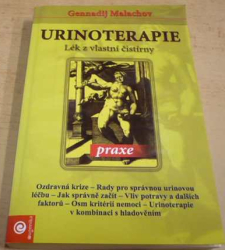 Gennadij Malachov
URINOTERAPIE
Lék z vlastní čistírny
praxe
Ozdravná krize – Rady pro správnou urinovou
léčbu – Jak správně začít – Vliv potravy a dalších
faktorů – Osm kritérií nemocí – Urinoterapie
v kombinaci s hladověním